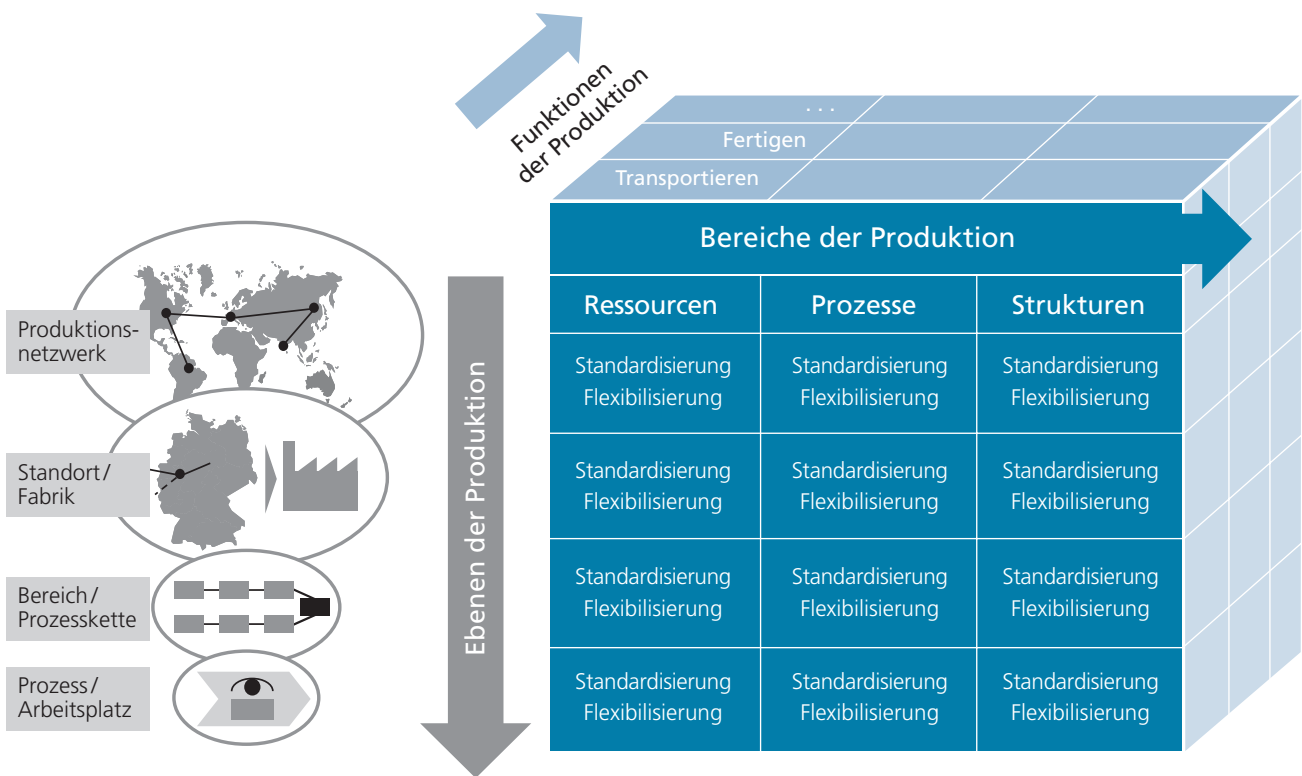 Funktionen
der Produktion
. . .
Fertigen
Transportieren
Bereiche der Produktion
Ressourcen
Prozesse
Strukturen
Ebenen der Produktion
Produktions-
netzwerk
Standardisierung
Flexibilisierung
Standardisierung
Flexibilisierung
Standardisierung
Flexibilisierung
Standort/
Fabrik
Standardisierung
Flexibilisierung
Standardisierung
Flexibilisierung
Standardisierung
Flexibilisierung
Bereich/
Prozesskette
Standardisierung
Flexibilisierung
Standardisierung
Flexibilisierung
Standardisierung
Flexibilisierung
Prozess/
Arbeitsplatz
Standardisierung
Flexibilisierung
Standardisierung
Flexibilisierung
Standardisierung
Flexibilisierung